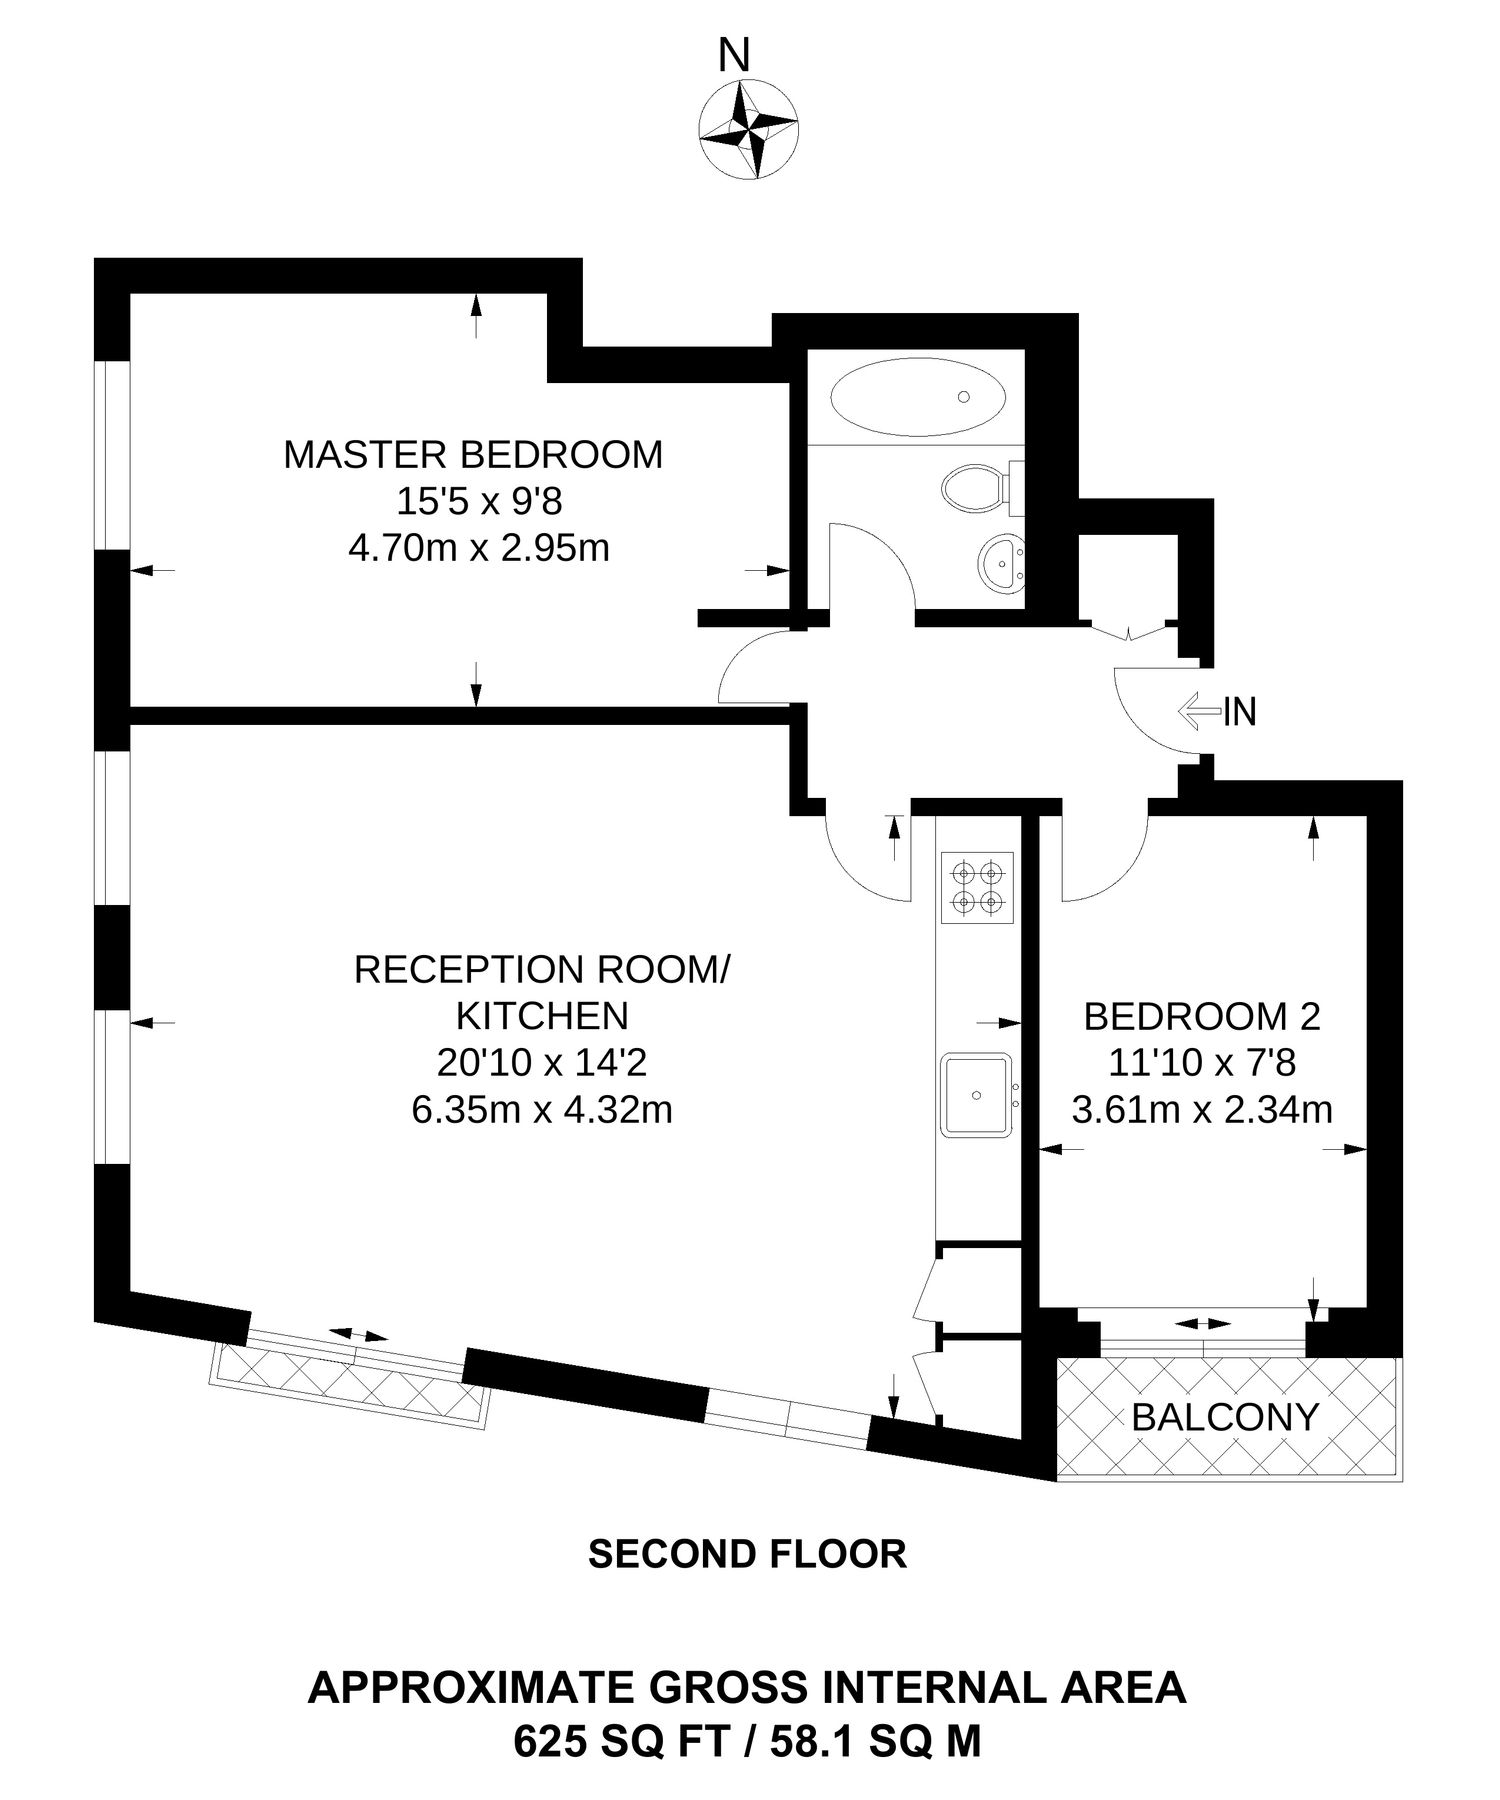 N
MASTER BEDROOM
15'5 x 9'8
4.70m x 2.95m
IN
RECEPTION ROOM/
KITCHEN
20'10 x 14'2
6.35m x 4.32m
BEDROOM 2
11'10 x 7'8
3.61m x 2.34m
BALCONY
SECOND FLOOR
APPROXIMATE GROSS INTERNAL AREA
625 SQ FT / 58.1 SQ M